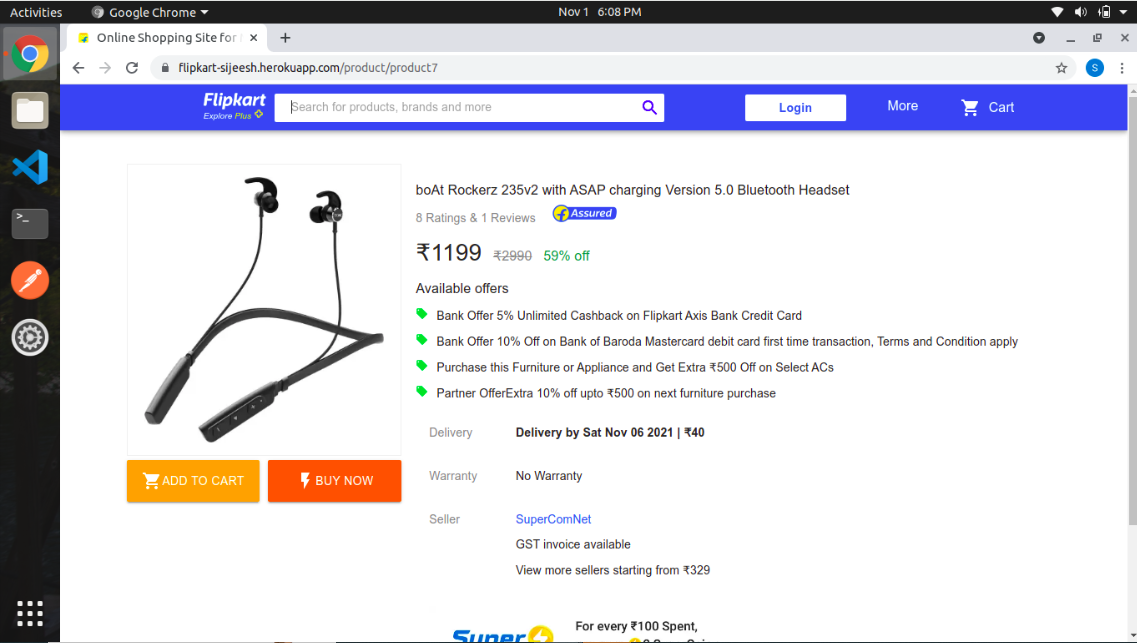 Activities
Google Chrome
Nov 1 6:08 PM
Online Shopping Site for
flipkart-sijeesh.herokuapp.com/product/product7
S
Flipkart
Explore Plus
Search for products, brands and more
Login
More
Cart
boAt Rockerz 235v2 with ASAP charging Version 5.0 Bluetooth Headset
8 Ratings & 1 Reviews
f Assured
₹1199 ₹2990 59% off
Available offers
Bank Offer 5% Unlimited Cashback on Flipkart Axis Bank Credit Card
Bank Offer 10% Off on Bank of Baroda Mastercard debit card first time transaction, Terms and Condition apply
Purchase this Furniture or Appliance and Get Extra ₹500 Off on Select ACs
Partner OfferExtra 10% off upto ₹500 on next furniture purchase
Delivery
Delivery by Sat Nov 06 2021 | ₹40
ADD TO CART
BUY NOW
Warranty
No Warranty
Seller
SuperComNet
GST invoice available
View more sellers starting from ₹329
Super
For every ₹100 Spent,